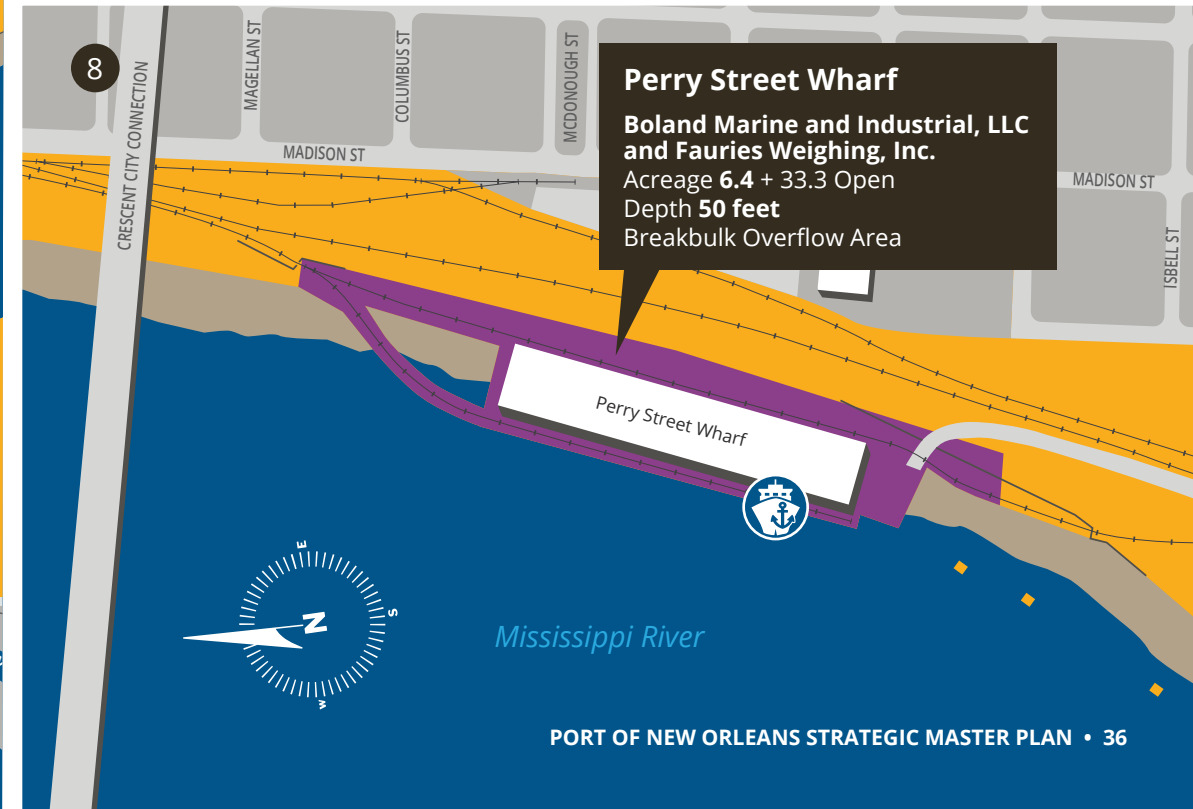 8
CRESCENT CITY CONNECTION
MAGELLAN ST
COLUMBUS ST
MCDONOUGH ST
MADISON ST
Perry Street Wharf
Boland Marine and Industrial, LLC
and Fauries Weighing, Inc.
Acreage 6.4 + 33.3 Open
Depth 50 feet
Breakbulk Overflow Area
MADISON ST
ISBELL ST
Perry Street Wharf
E
N
S
W
Mississippi River
PORT OF NEW ORLEANS STRATEGIC MASTER PLAN • 36